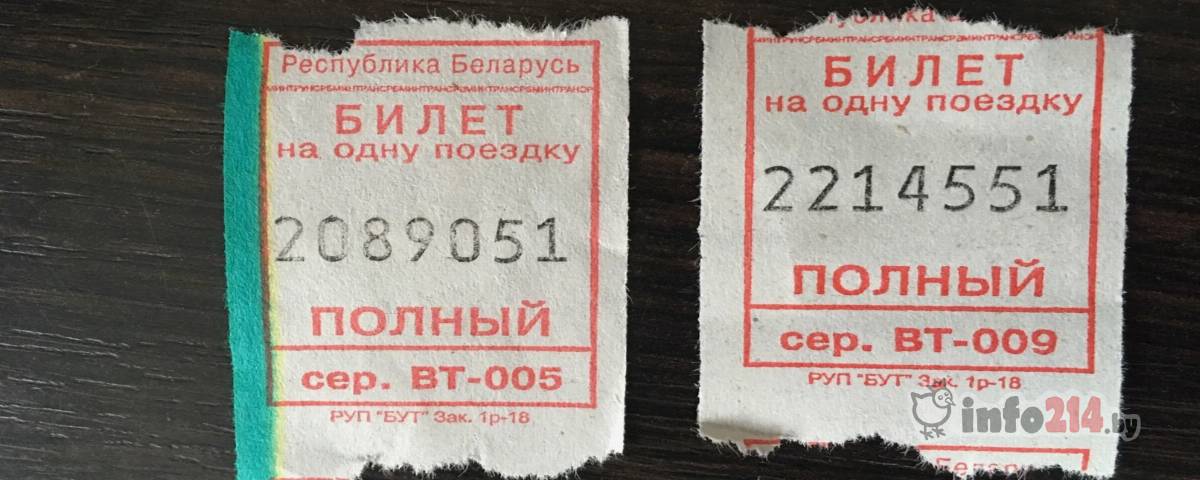 Республика Беларусь
БИЛЕТ
на одну поездку
2089051
ПОЛНЫЙ
сер. ВТ-005
РУП "БУТ" Зак. 1р-18
БИЛЕТ
на одну поездку
2214551
ПОЛНЫЙ
сер. ВТ-009
РУП "БУТ" Зак. 1р-18
info214.by